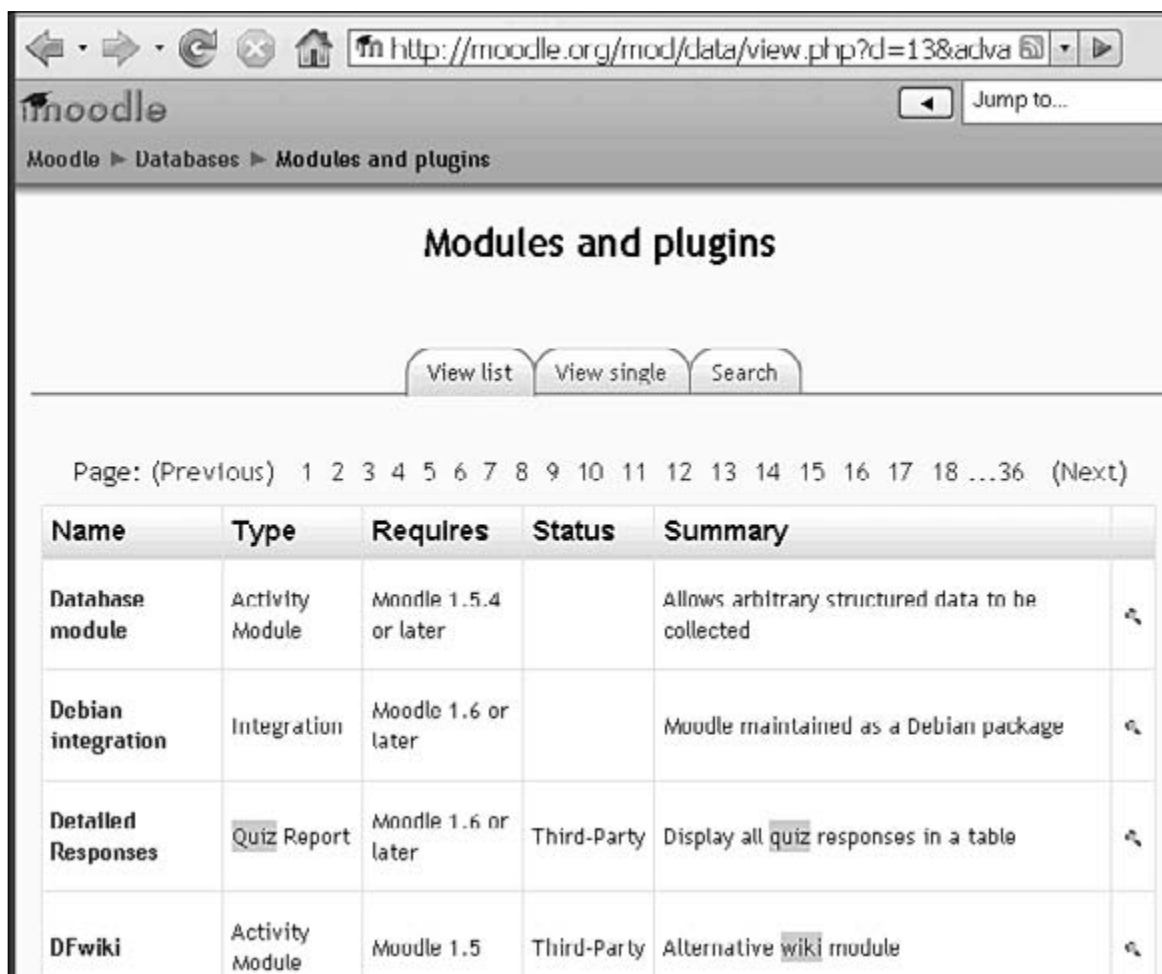 http://moodle.org/mod/data/view.php?d=13&adva
moodle
Jump to...
Moodle ► Databases ► Modules and plugins
Modules and plugins
View list View single Search
Page: (Previous) 1 2 3 4 5 6 7 8 9 10 11 12 13 14 15 16 17 18 ...36 (Next)
Name Type Requires Status Summary
Database Activity Moodle 1.5.4 Allows arbitrary structured data to be
module Module or later collected
Debian Integration Moodle 1.6 or Moodle maintained as a Debian package
integration later
Detailed Quiz Report Moodle 1.6 or Third-Party Display all quiz responses in a table
Responses later
DFwiki Activity Moodle 1.5 Third-Party Alternative wiki module
Module